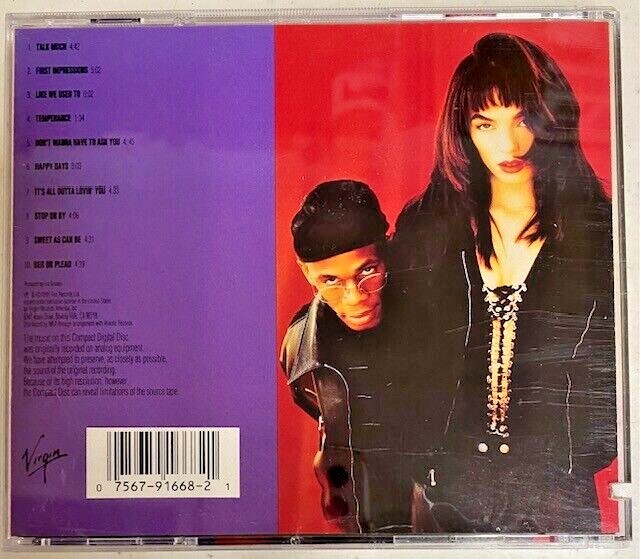 1. TALK MUCH 4:42
2. FIRST IMPRESSIONS 5:02
3. LIKE WE USED TO 6:02
4. TEMPERANCE 1:34
5. DON'T WANNA HAVE TO ASK YOU 4:45
6. HAPPY DAYS 5:03
7. IT'S ALL OUTTA LOVIN' YOU 4:33
8. STOP ON BY 4:06
9. SWEET AS CAN BE 4:21
10. BEG OR PLEAD 4:19
The music on this Compact Digital Disc
was originally recorded on analog equipment.
We have attempted to preserve, as closely as possible,
the sound of the original recording.
Because of its high resolution, however,
the Compact Disc can reveal limitations of the source tape.
Virgin
0 7567-91668-2 1